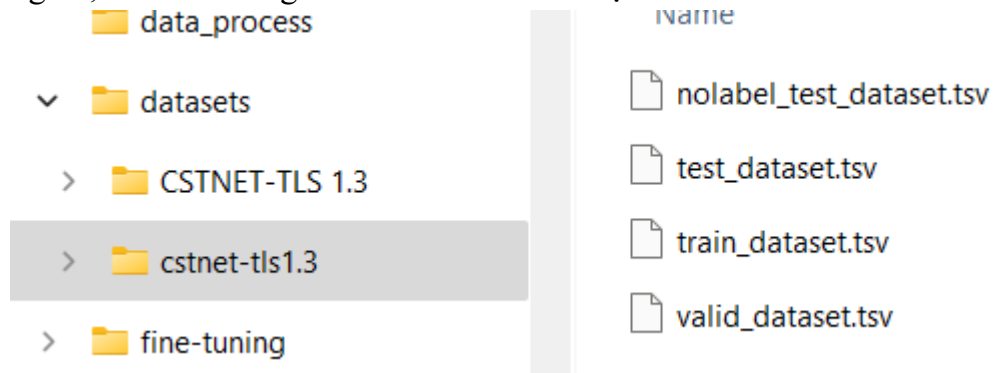 data_process
datasets
CSTNET-TLS 1.3
cstnet-tls1.3
fine-tuning
Name
nolabel_test_dataset.tsv
test_dataset.tsv
train_dataset.tsv
valid_dataset.tsv